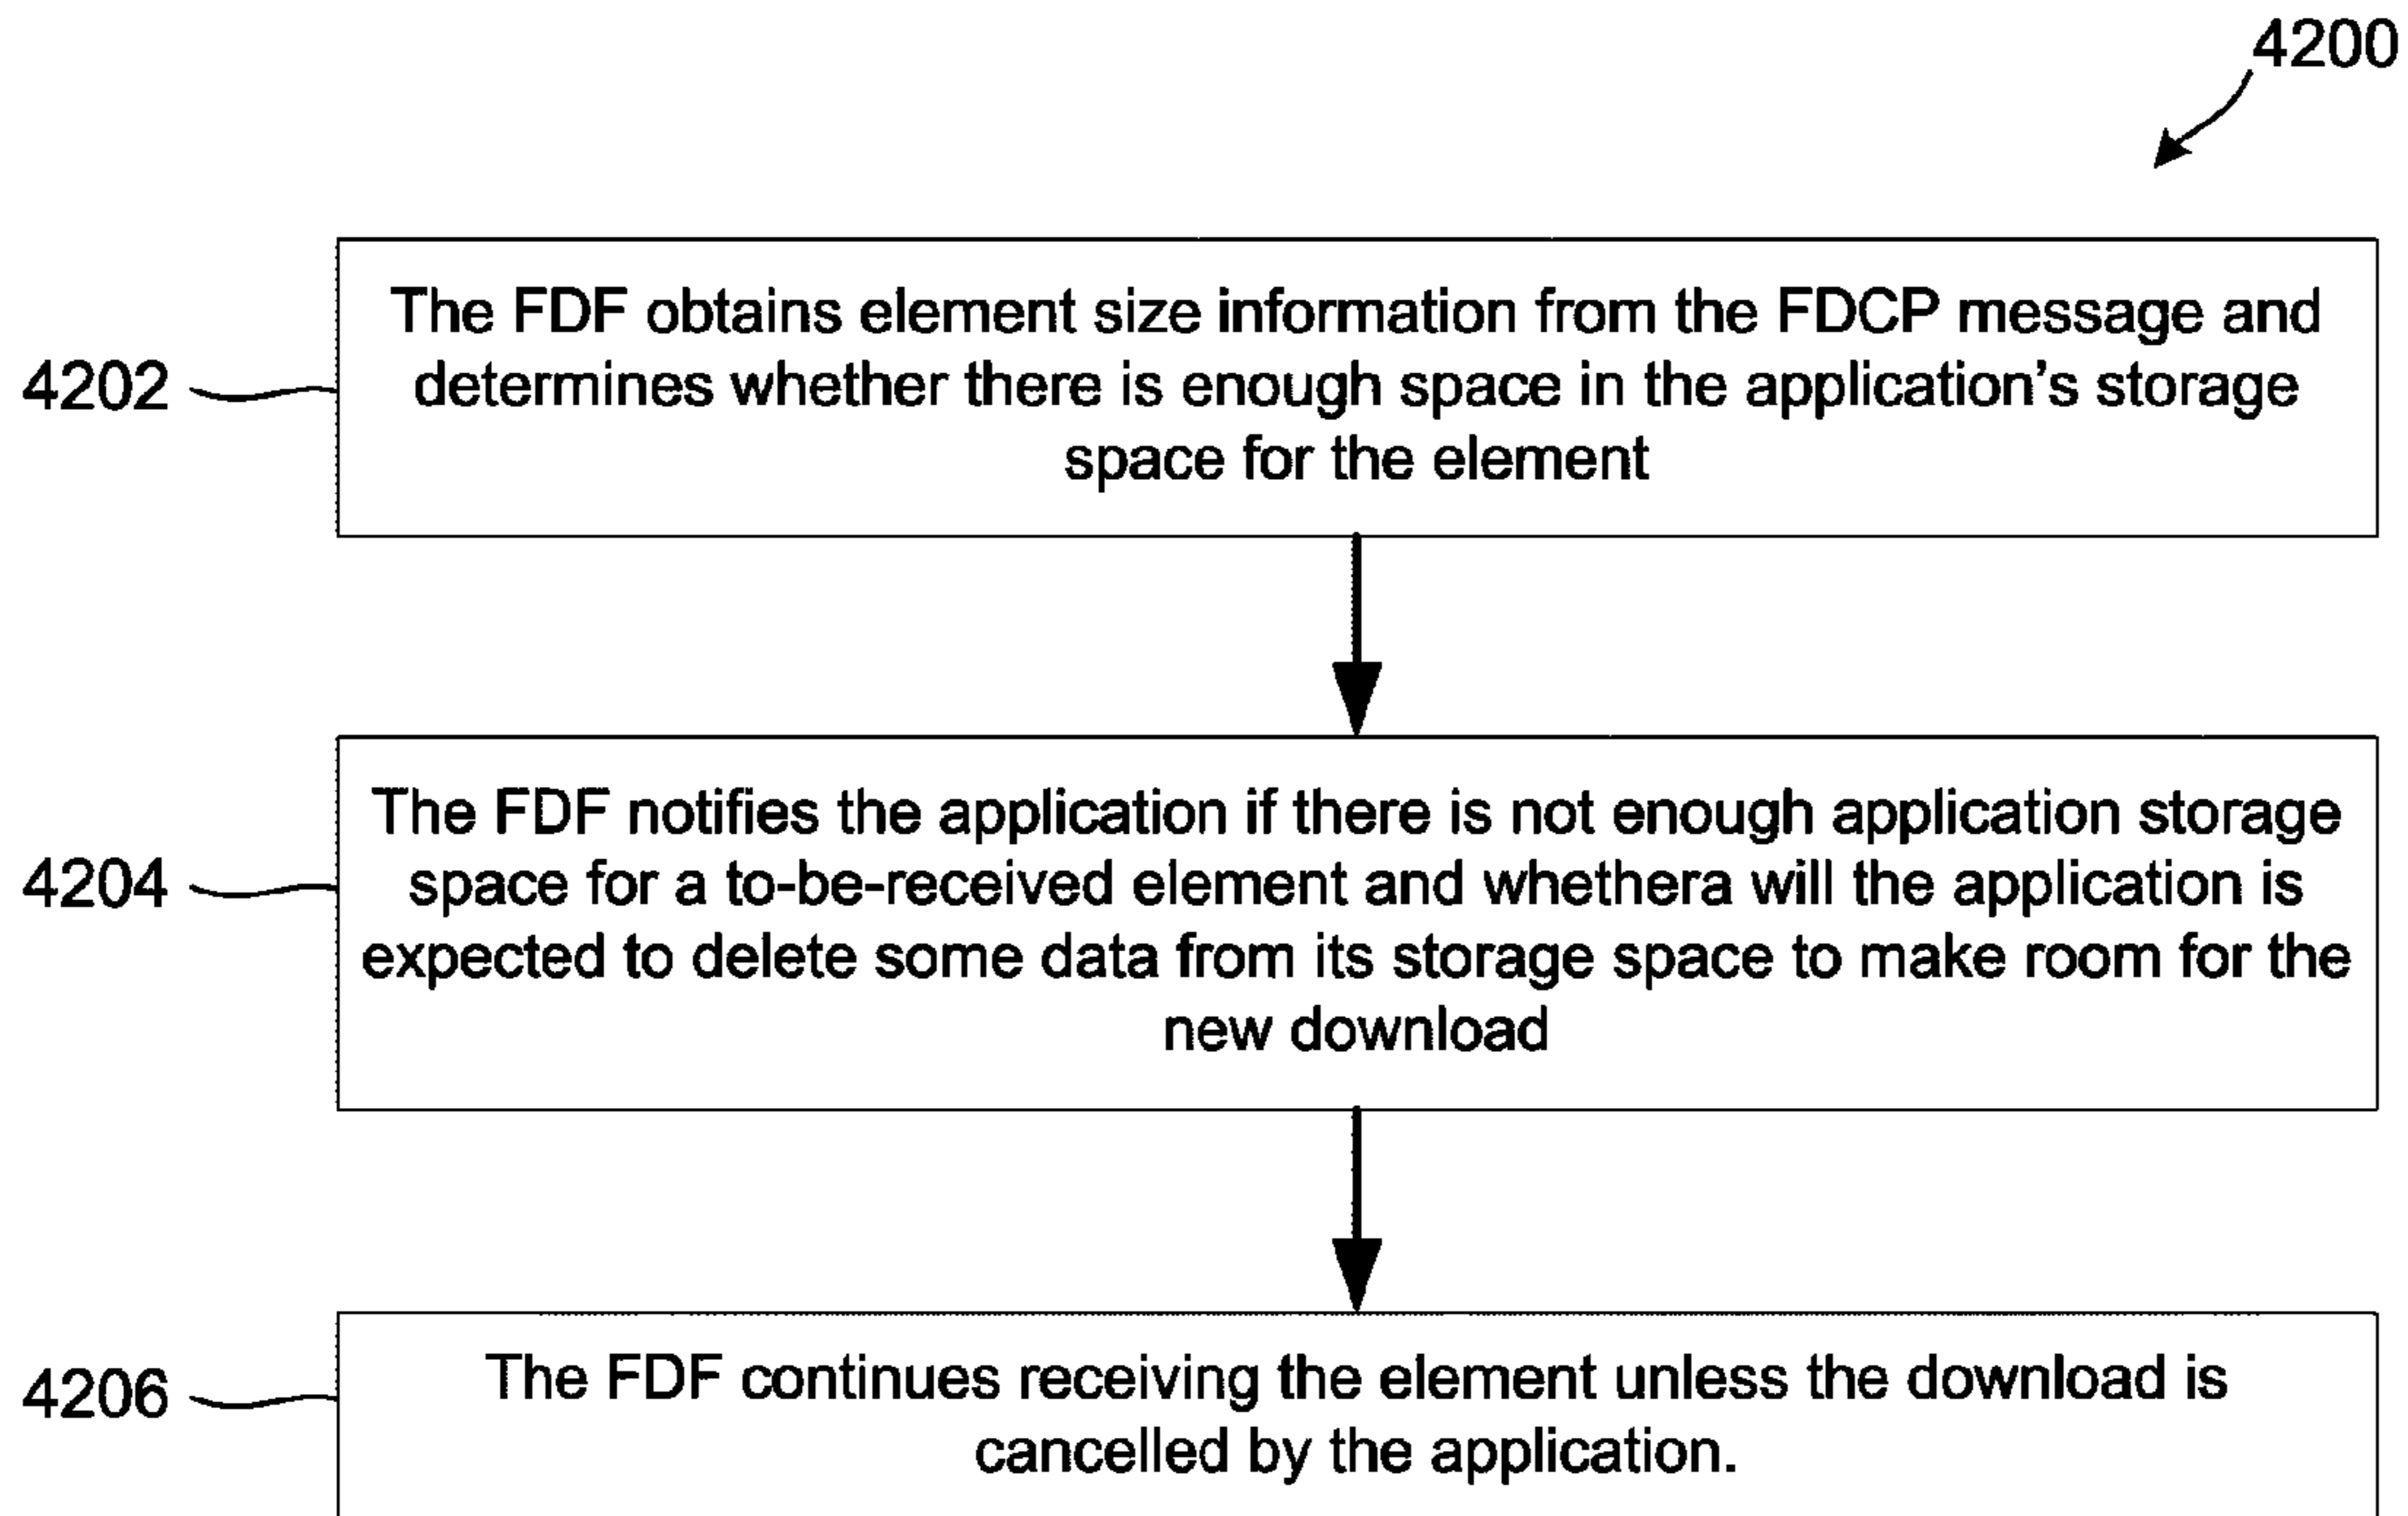 4200
The FDF obtains element size information from the FDCP message and
4202
determines whether there is enough space in the application’s storage
space for the element
The FDF notifies the application if there is not enough application storage
4204
space for a to-be-received element and whethera will the application is
expected to delete some data from its storage space to make room for the
new download
The FDF continues receiving the element unless the download is
4206
cancelled by the application.